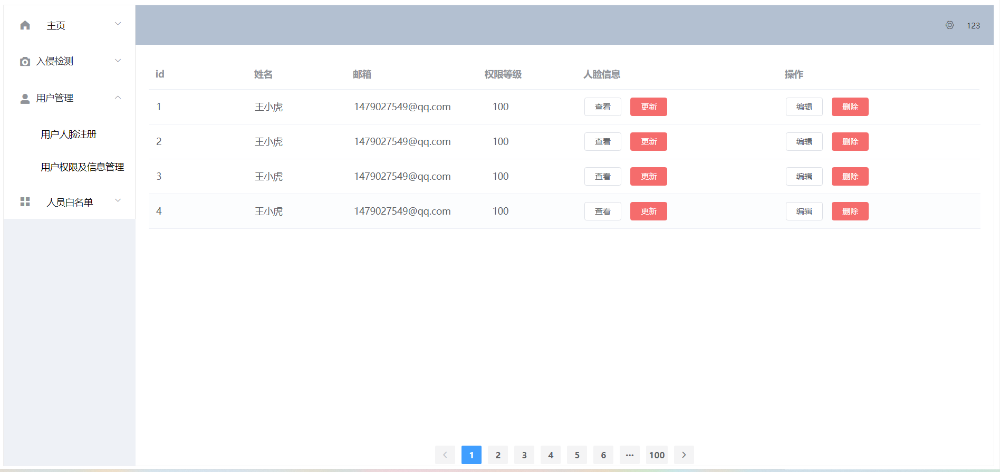 主页
入侵检测
用户管理
用户人脸注册
用户权限及信息管理
人员白名单
123
id 姓名 邮箱 权限等级 人脸信息 操作
1 王小虎 1479027549@qq.com 100 查看 更新 编辑 删除
2 王小虎 1479027549@qq.com 100 查看 更新 编辑 删除
3 王小虎 1479027549@qq.com 100 查看 更新 编辑 删除
4 王小虎 1479027549@qq.com 100 查看 更新 编辑 删除
1 2 3 4 5 6 ··· 100